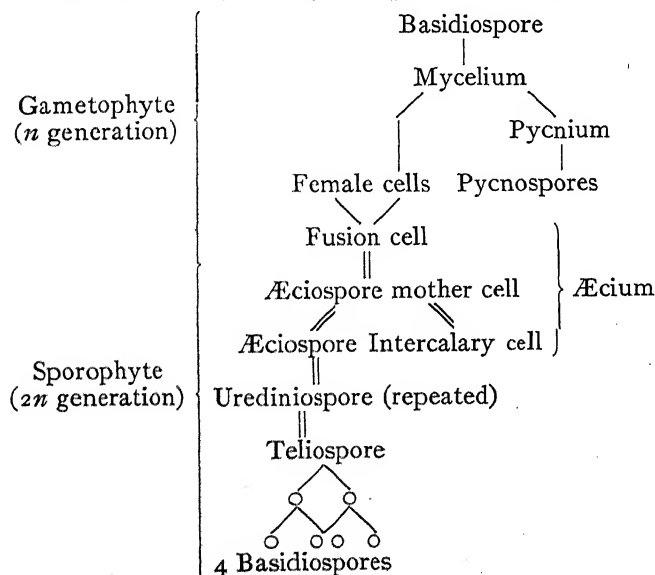 Basidiospore
Mycelium
Gametophyte
(n generation)
Pycnium
Female cells Pycnospores
Fusion cell
Æciospore mother cell
Æcium
Æciospore Intercalary cell
Sporophyte
(2n generation)
Urediniospore (repeated)
Teliospore
4 Basidiospores